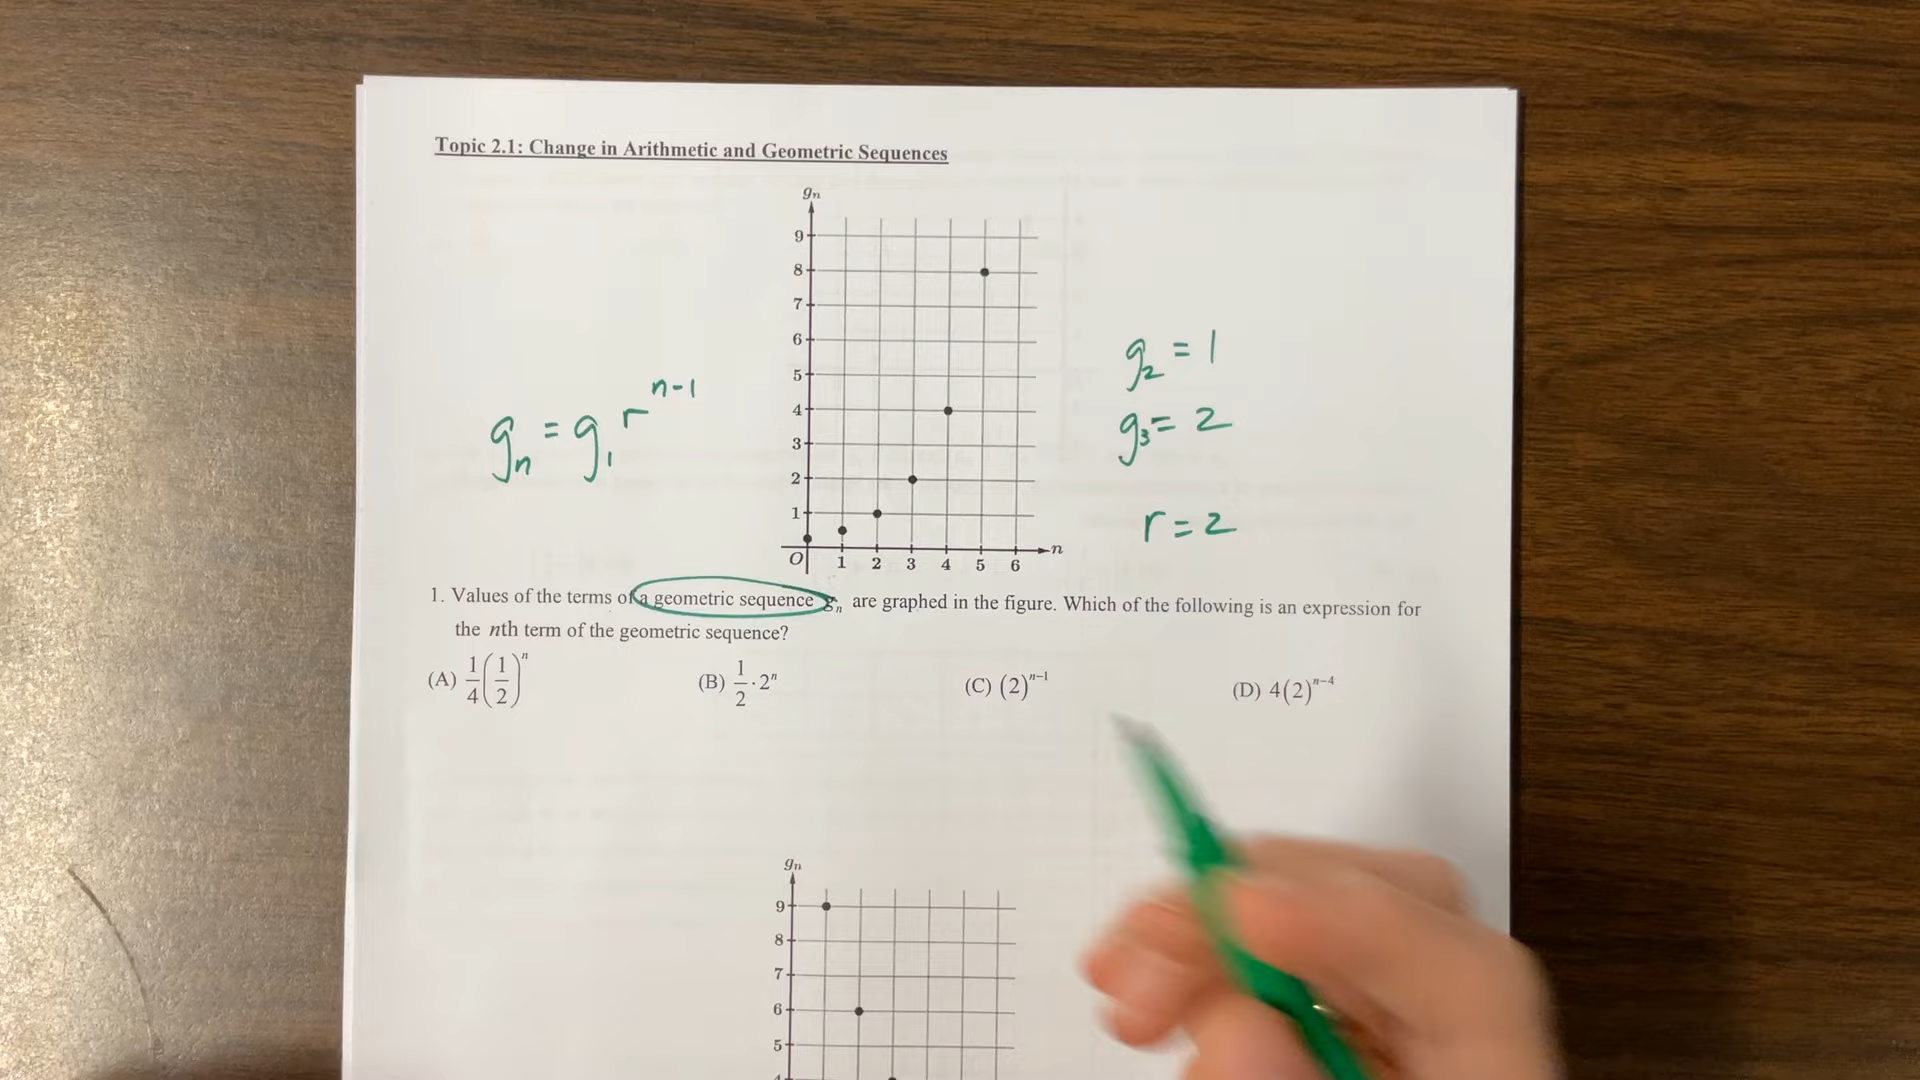 Topic 2.1: Change in Arithmetic and Geometric Sequences
gₙ
9
8
7
6
5
4
3
2
1
O 1 2 3 4 5 6 n
gₙ = g₁ rⁿ⁻¹
g₂ = 1
g₃ = 2
r = 2
1. Values of the terms of a geometric sequence gₙ are graphed in the figure. Which of the following is an expression for
the nth term of the geometric sequence?
(A) 1/4(1/2)ⁿ (B) 1/2 · 2ⁿ (C) (2)ⁿ⁻¹ (D) 4(2)ⁿ⁻⁴
gₙ
9
8
7
6
5